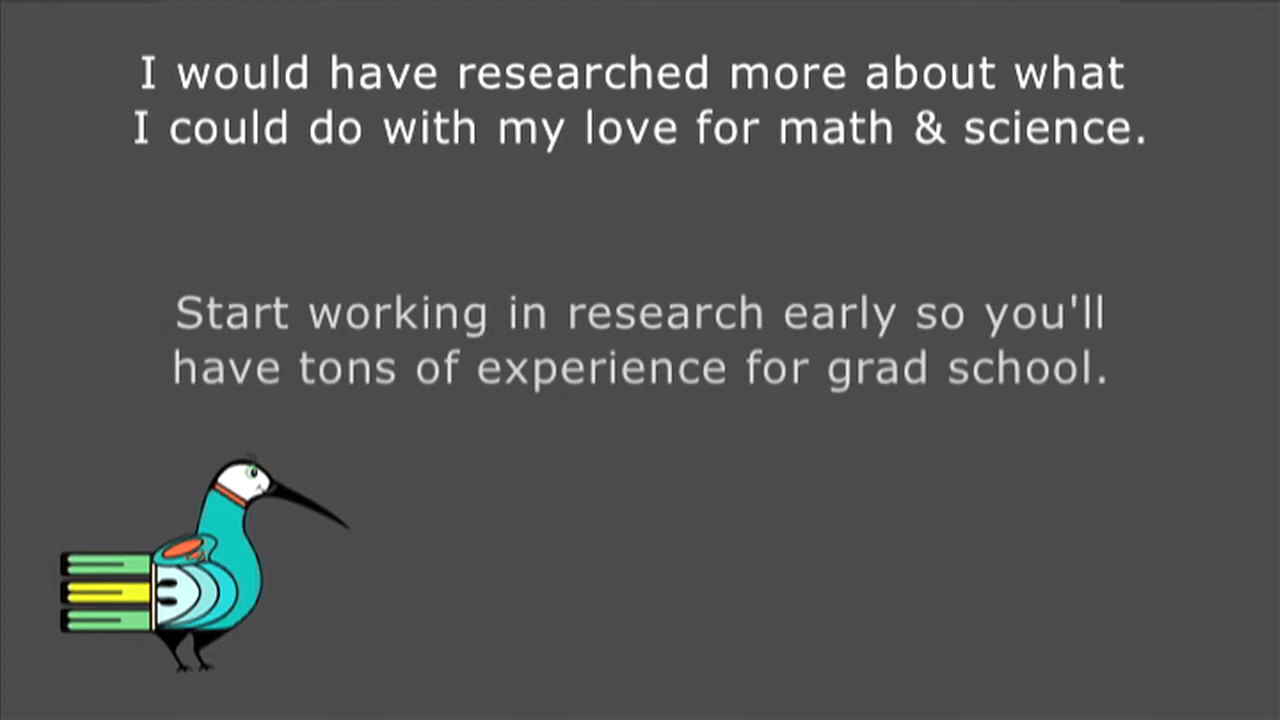 I would have researched more about what
I could do with my love for math & science.
Start working in research early so you'll
have tons of experience for grad school.